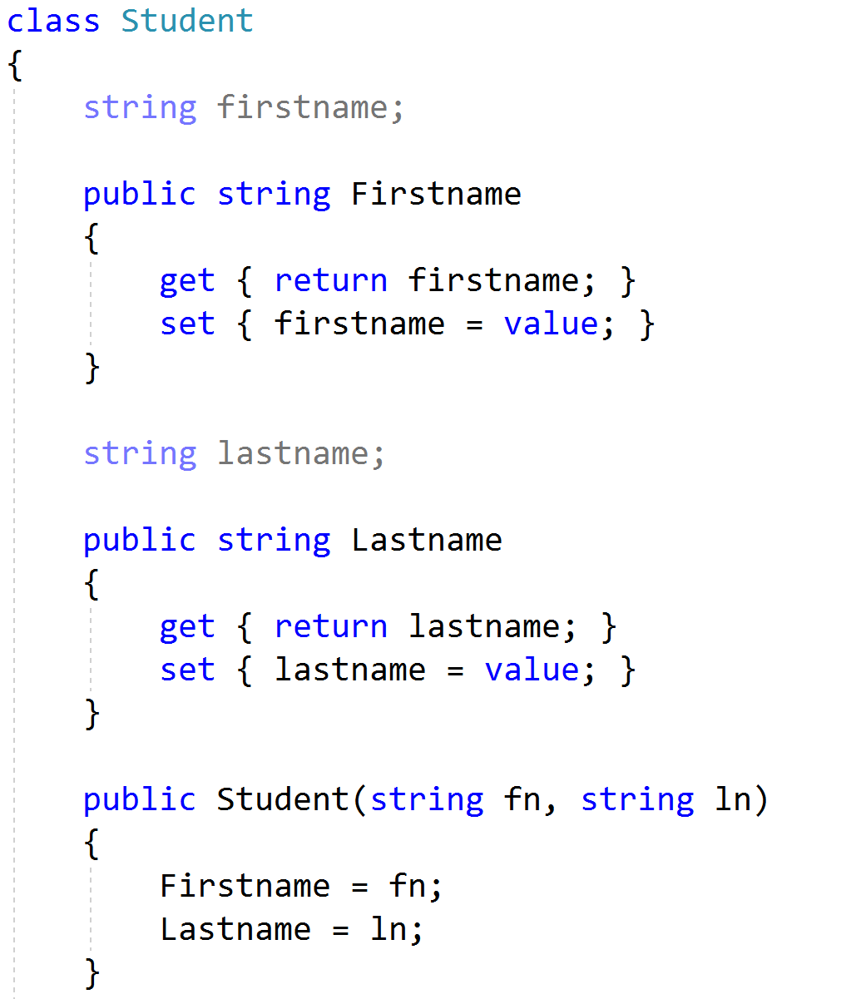 class Student
{
    string firstname;

    public string Firstname
    {
        get { return firstname; }
        set { firstname = value; }
    }

    string lastname;

    public string Lastname
    {
        get { return lastname; }
        set { lastname = value; }
    }

    public Student(string fn, string ln)
    {
        Firstname = fn;
        Lastname = ln;
    }